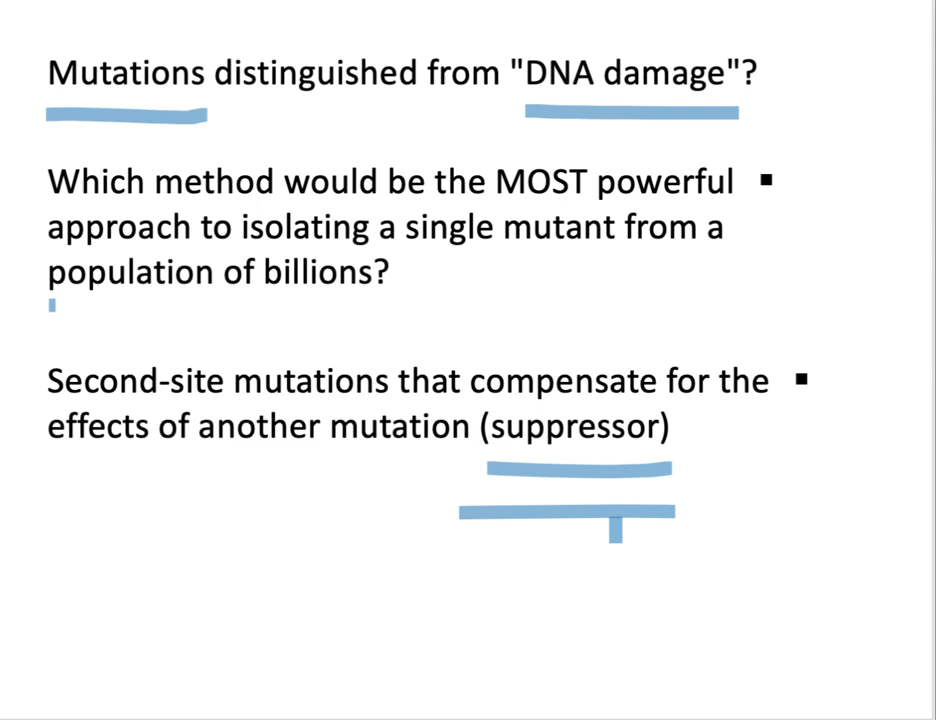 Mutations distinguished from "DNA damage"?
Which method would be the MOST powerful ▪
approach to isolating a single mutant from a
population of billions?
Second-site mutations that compensate for the ▪
effects of another mutation (suppressor)